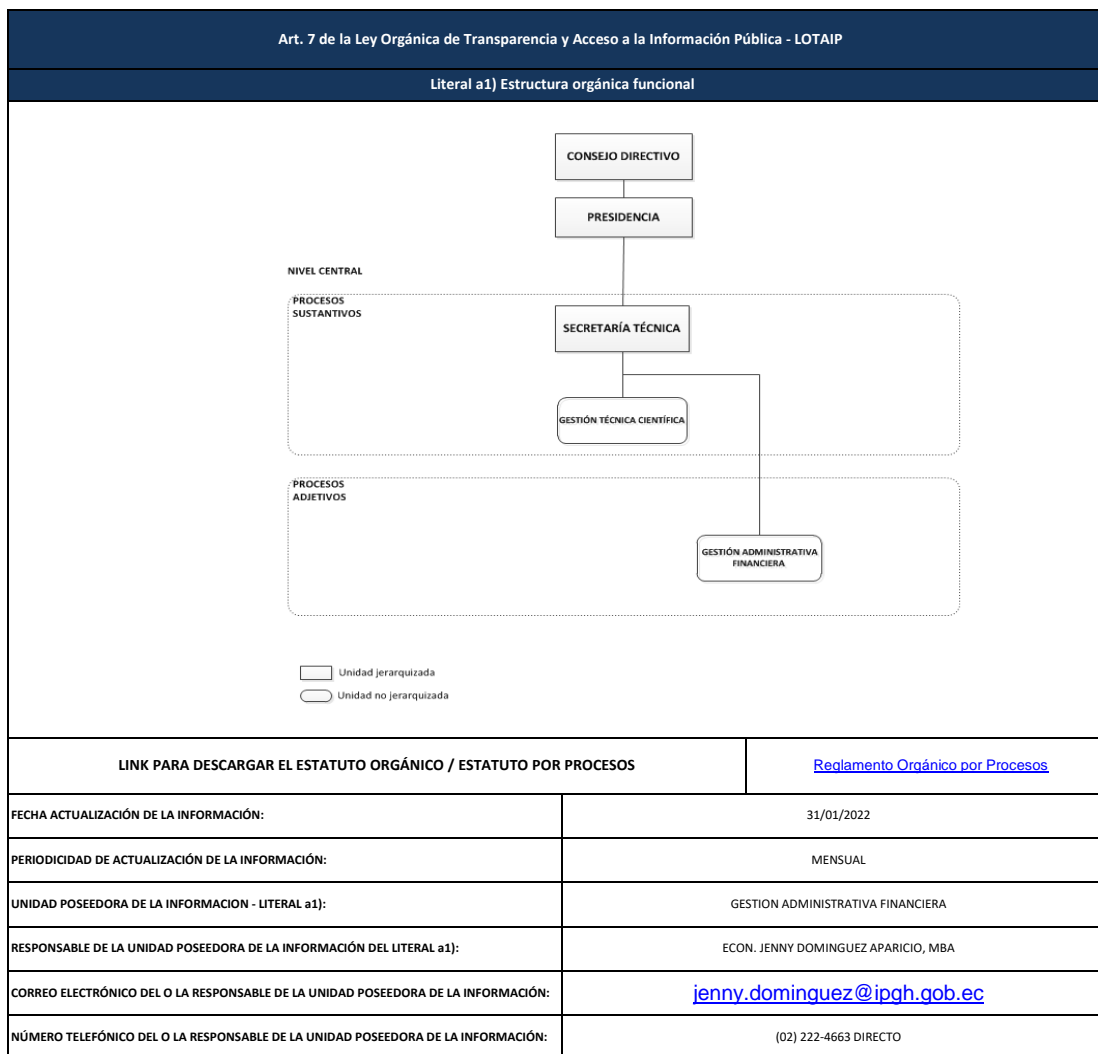 Art. 7 de la Ley Orgánica de Transparencia y Acceso a la Información Pública - LOTAIP
Literal a1) Estructura orgánica funcional
CONSEJO DIRECTIVO
PRESIDENCIA
NIVEL CENTRAL
PROCESOS
SUSTANTIVOS
SECRETARÍA TÉCNICA
GESTIÓN TÉCNICA CIENTÍFICA
PROCESOS
ADJETIVOS
GESTIÓN ADMINISTRATIVA
FINANCIERA
Unidad jerarquizada
Unidad no jerarquizada
LINK PARA DESCARGAR EL ESTATUTO ORGÁNICO / ESTATUTO POR PROCESOS
Reglamento Orgánico por Procesos
FECHA ACTUALIZACIÓN DE LA INFORMACIÓN:
31/01/2022
PERIODICIDAD DE ACTUALIZACIÓN DE LA INFORMACIÓN:
MENSUAL
UNIDAD POSEEDORA DE LA INFORMACION - LITERAL a1):
GESTION ADMINISTRATIVA FINANCIERA
RESPONSABLE DE LA UNIDAD POSEEDORA DE LA INFORMACIÓN DEL LITERAL a1):
ECON. JENNY DOMINGUEZ APARICIO, MBA
CORREO ELECTRÓNICO DEL O LA RESPONSABLE DE LA UNIDAD POSEEDORA DE LA INFORMACIÓN:
jenny.dominguez@ipgh.gob.ec
NÚMERO TELEFÓNICO DEL O LA RESPONSABLE DE LA UNIDAD POSEEDORA DE LA INFORMACIÓN:
(02) 222-4663 DIRECTO